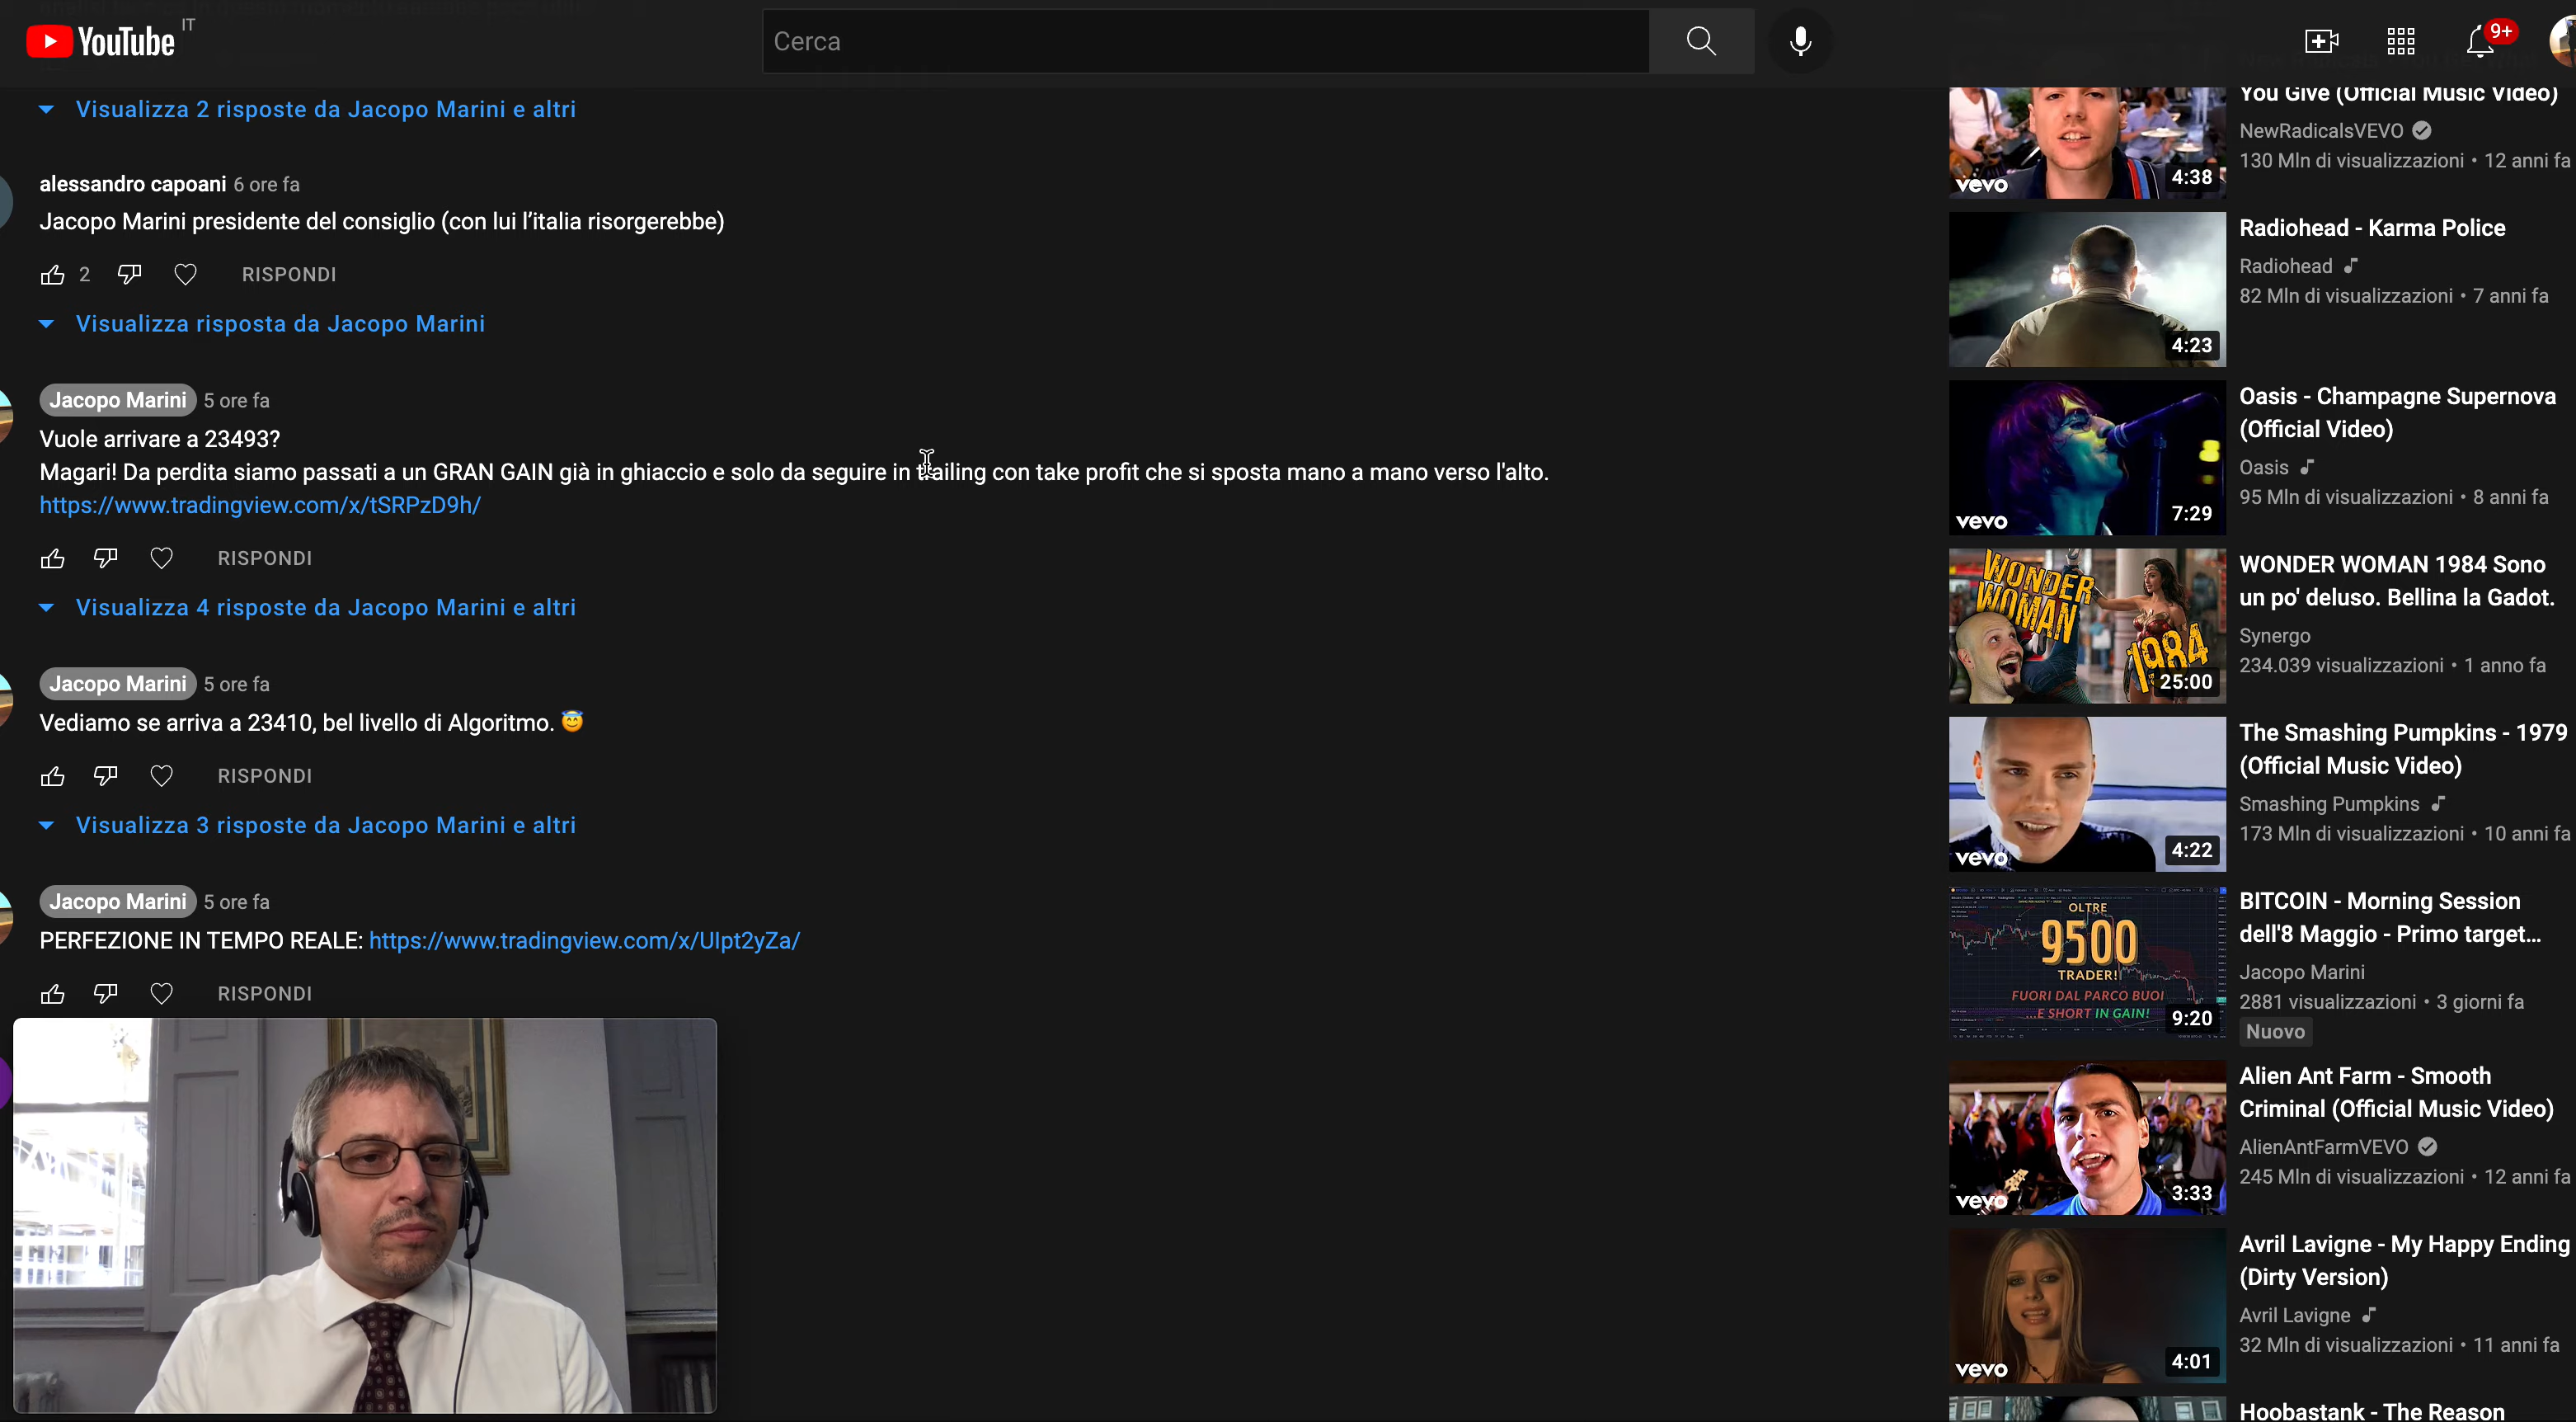 YouTube IT
Cerca
9+
Visualizza 2 risposte da Jacopo Marini e altri
alessandro capoani 6 ore fa
Jacopo Marini presidente del consiglio (con lui l'italia risorgerebbe)
2 RISPONDI
Visualizza risposta da Jacopo Marini
Jacopo Marini 5 ore fa
Vuole arrivare a 23493?
Magari! Da perdita siamo passati a un GRAN GAIN già in ghiaccio e solo da seguire in trailing con take profit che si sposta mano a mano verso l'alto.
https://www.tradingview.com/x/tSRPzD9h/
RISPONDI
Visualizza 4 risposte da Jacopo Marini e altri
Jacopo Marini 5 ore fa
Vediamo se arriva a 23410, bel livello di Algoritmo. 😇
RISPONDI
Visualizza 3 risposte da Jacopo Marini e altri
Jacopo Marini 5 ore fa
PERFEZIONE IN TEMPO REALE: https://www.tradingview.com/x/UIpt2yZa/
RISPONDI
You Give (Official Music Video)
NewRadicalsVEVO
130 Mln di visualizzazioni • 12 anni fa
vevo
4:38
Radiohead - Karma Police
Radiohead
82 Mln di visualizzazioni • 7 anni fa
4:23
Oasis - Champagne Supernova
(Official Video)
Oasis
95 Mln di visualizzazioni • 8 anni fa
vevo
7:29
WONDER WOMAN 1984 Sono
un po' deluso. Bellina la Gadot.
Synergo
234.039 visualizzazioni • 1 anno fa
WONDER
WOMAN
1984
25:00
The Smashing Pumpkins - 1979
(Official Music Video)
Smashing Pumpkins
173 Mln di visualizzazioni • 10 anni fa
vevo
4:22
BITCOIN - Morning Session
dell'8 Maggio - Primo target...
Jacopo Marini
2881 visualizzazioni • 3 giorni fa
Nuovo
OLTRE
9500
TRADER!
FUORI DAL PARCO BUOI
...E SHORT IN GAIN!
9:20
Alien Ant Farm - Smooth
Criminal (Official Music Video)
AlienAntFarmVEVO
245 Mln di visualizzazioni • 12 anni fa
vevo
3:33
Avril Lavigne - My Happy Ending
(Dirty Version)
Avril Lavigne
32 Mln di visualizzazioni • 11 anni fa
vevo
4:01
Hoobastank - The Reason